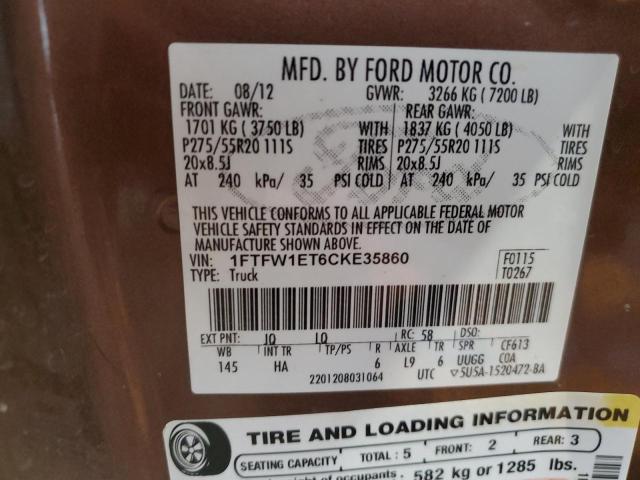 MFD. BY FORD MOTOR CO.
DATE: 08/12 GVWR: 3266 KG ( 7200 LB)
FRONT GAWR: REAR GAWR:
1701 KG ( 3750 LB) WITH 1837 KG ( 4050 LB) WITH
P275/55R20 111S TIRES P275/55R20 111S TIRES
20x8.5J RIMS 20x8.5J RIMS
AT 240 kPa/ 35 PSI COLD AT 240 kPa/ 35 PSI COLD
THIS VEHICLE CONFORMS TO ALL APPLICABLE FEDERAL MOTOR
VEHICLE SAFETY STANDARDS IN EFFECT ON THE DATE OF
MANUFACTURE SHOWN ABOVE.
VIN: 1FTFW1ET6CKE35860 F0115
TYPE: Truck T0267
EXT PNT: JQ LQ RC: 58 DSO:
WB INT TR TP/PS R AXLE TR SPR CF613
145 HA 6 L9 6 UUGG COA
2201208031064 UTC 5U5A-1520472-BA
TIRE AND LOADING INFORMATION
SEATING CAPACITY TOTAL : 5 FRONT: 2 REAR: 3
of occupants. 582 kg or 1285 lbs.